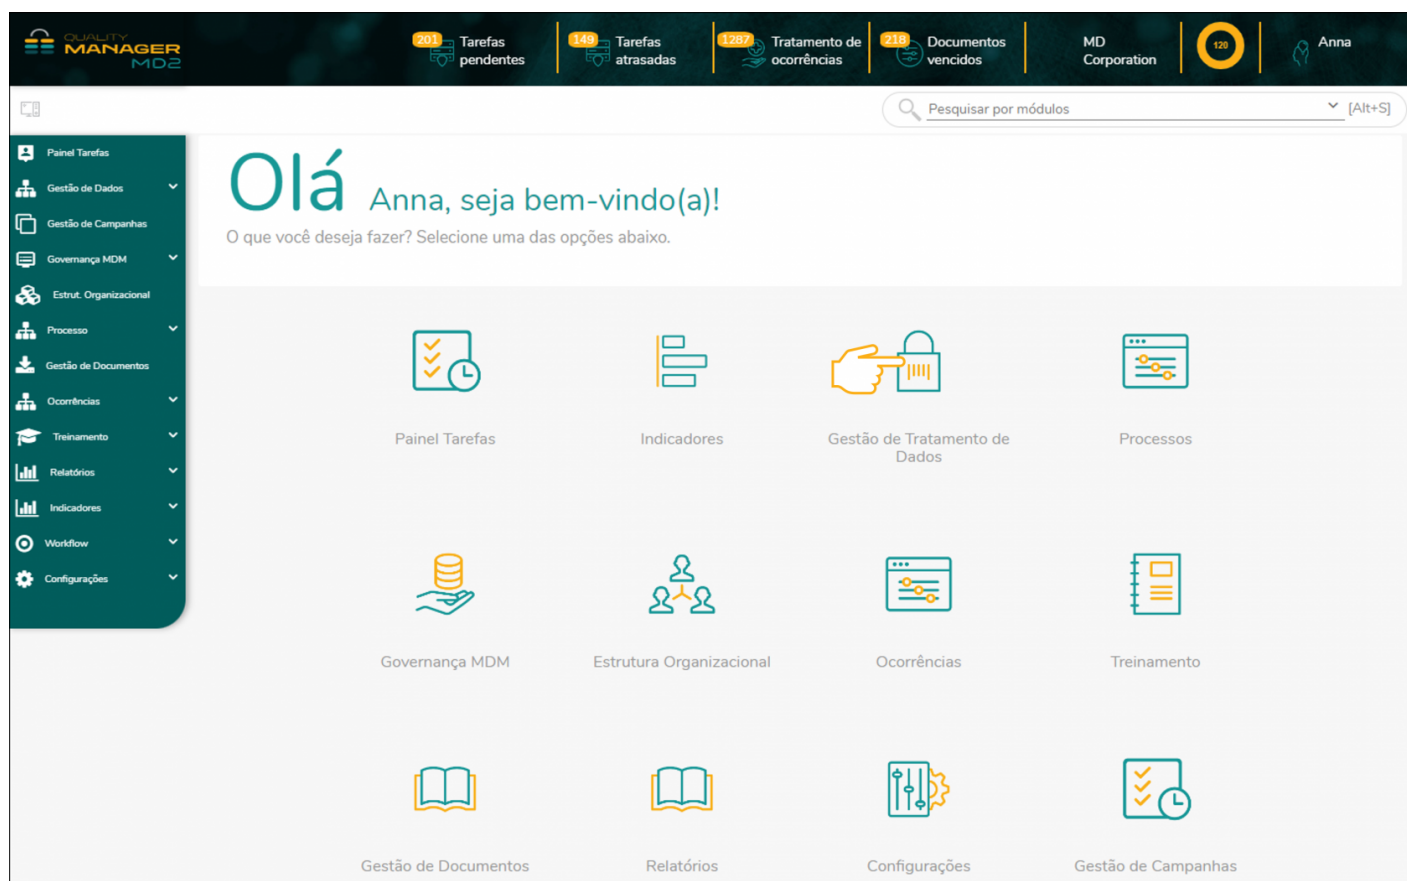 QUALITY
MANAGER
MD2
201
Tarefas
pendentes
149
Tarefas
atrasadas
1287
Tratamento de
ocorrências
218
Documentos
vencidos
MD
Corporation
120
Anna
Pesquisar por módulos
[Alt+S]
Painel Tarefas
Gestão de Dados
Gestão de Campanhas
Governança MDM
Estrut. Organizacional
Processo
Gestão de Documentos
Ocorrências
Treinamento
Relatórios
Indicadores
Workflow
Configurações
Olá Anna, seja bem-vindo(a)!
O que você deseja fazer? Selecione uma das opções abaixo.
Painel Tarefas
Indicadores
Gestão de Tratamento de
Dados
Processos
Governança MDM
Estrutura Organizacional
Ocorrências
Treinamento
Gestão de Documentos
Relatórios
Configurações
Gestão de Campanhas